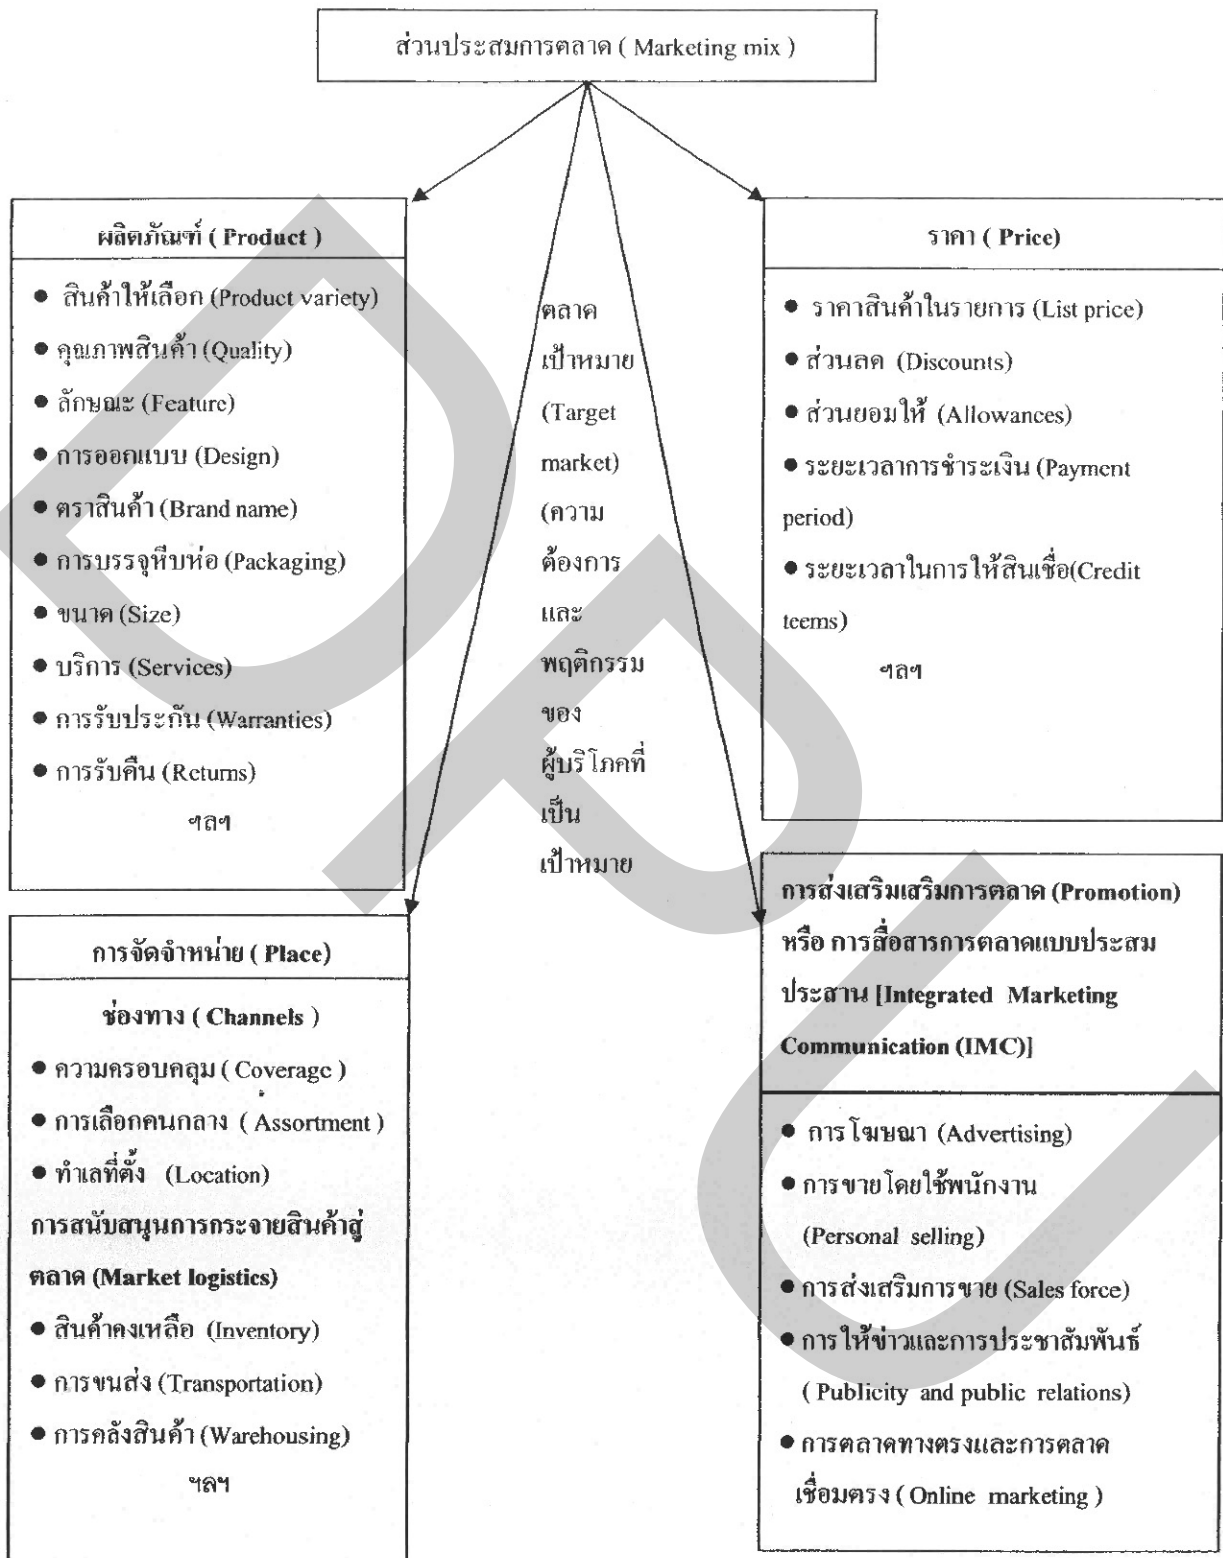 ส่วนประสมการตลาด ( Marketing mix )
ผลิตภัณฑ์ ( Product )
● สินค้าให้เลือก (Product variety)
● คุณภาพสินค้า (Quality)
● ลักษณะ (Feature)
● การออกแบบ (Design)
● ตราสินค้า (Brand name)
● การบรรจุหีบห่อ (Packaging)
● ขนาด (Size)
● บริการ (Services)
● การรับประกัน (Warranties)
● การรับคืน (Returns)
ฯลฯ
ตลาด
เป้าหมาย
(Target
market)
(ความ
ต้องการ
และ
พฤติกรรม
ของ
ผู้บริโภคที่
เป็น
เป้าหมาย
ราคา ( Price)
● ราคาสินค้าในรายการ (List price)
● ส่วนลด (Discounts)
● ส่วนยอมให้ (Allowances)
● ระยะเวลาการชำระเงิน (Payment
period)
● ระยะเวลาในการให้สินเชื่อ(Credit
teems)
ฯลฯ
การจัดจำหน่าย ( Place)
ช่องทาง ( Channels )
● ความครอบคลุม ( Coverage )
● การเลือกคนกลาง ( Assortment )
● ทำเลที่ตั้ง (Location)
การสนับสนุนการกระจายสินค้าสู่
ตลาด (Market logistics)
● สินค้าคงเหลือ (Inventory)
● การขนส่ง (Transportation)
● การคลังสินค้า (Warehousing)
ฯลฯ
การส่งเสริมเสริมการตลาด (Promotion)
หรือ การสื่อสารการตลาดแบบประสม
ประสาน [Integrated Marketing
Communication (IMC)]
● การโฆษณา (Advertising)
● การขายโดยใช้พนักงาน
(Personal selling)
● การส่งเสริมการขาย (Sales force)
● การให้ข่าวและการประชาสัมพันธ์
( Publicity and public relations)
● การตลาดทางตรงและการตลาด
เชื่อมตรง ( Online marketing )
DPU